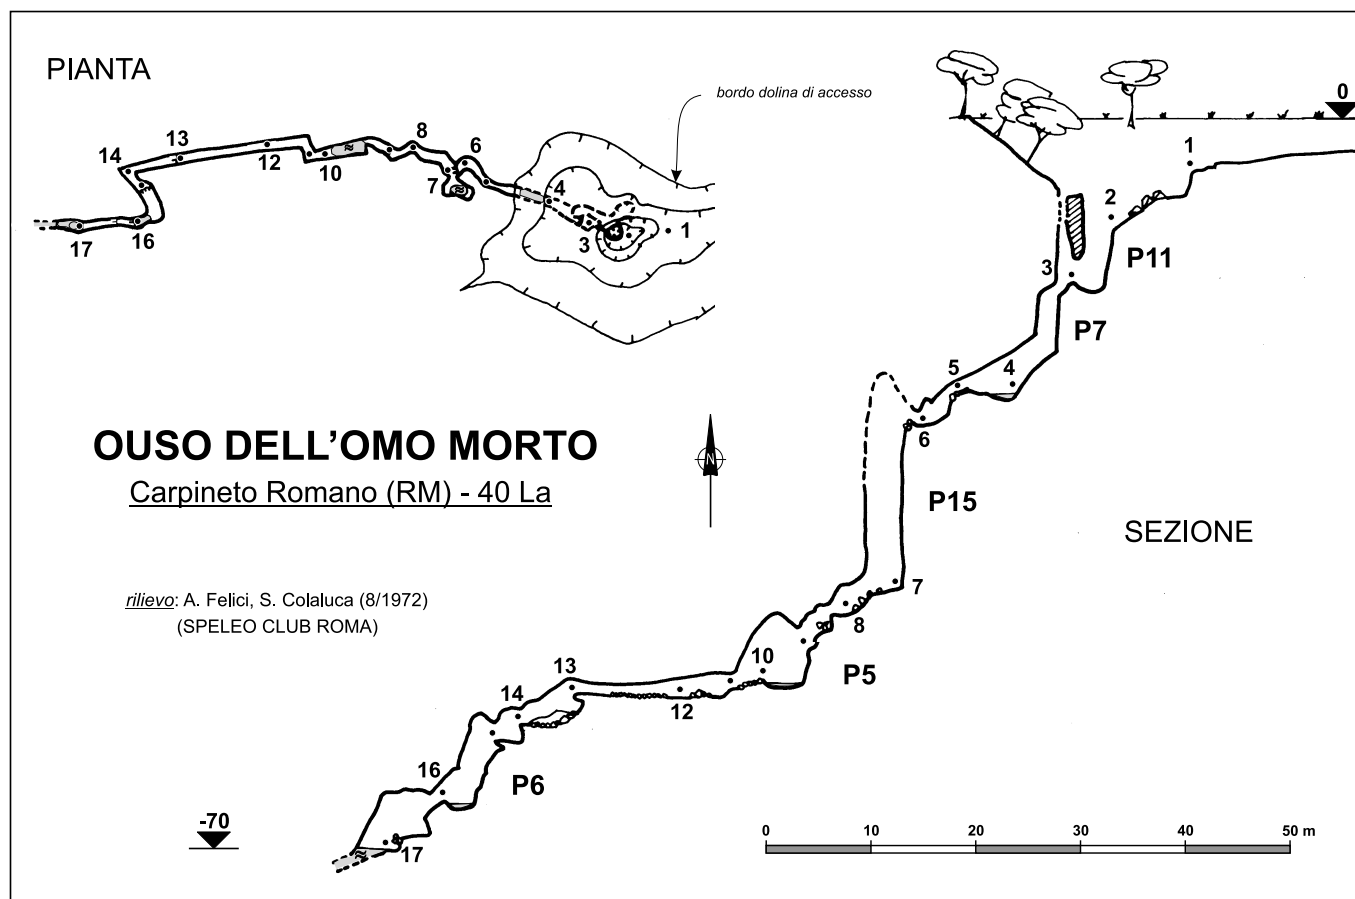 PIANTA
bordo dolina di accesso
0
13
8
6
14
12
10
7
4
3
1
17
16
1
2
3
P11
P7
5
4
6
OUSO DELL’OMO MORTO
Carpineto Romano (RM) - 40 La
N
P15
SEZIONE
7
rilievo: A. Felici, S. Colaluca (8/1972)
(SPELEO CLUB ROMA)
8
10
P5
13
14
12
16
P6
-70
17
0 10 20 30 40 50 m